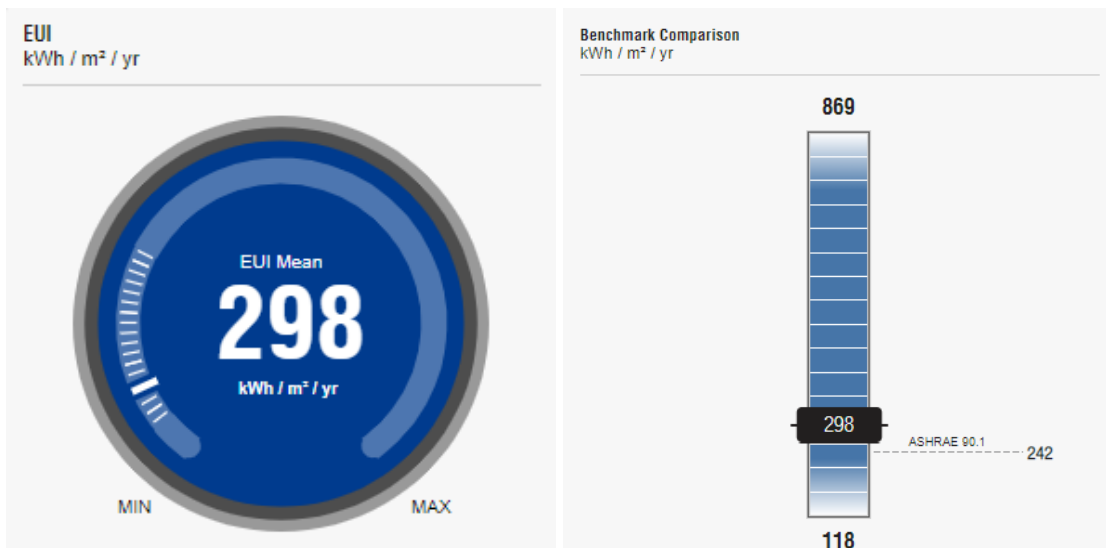 EUI
kWh / m² / yr
EUI Mean
298
kWh / m² / yr
MIN
MAX
Benchmark Comparison
kWh / m² / yr
869
298
ASHRAE 90.1
242
118